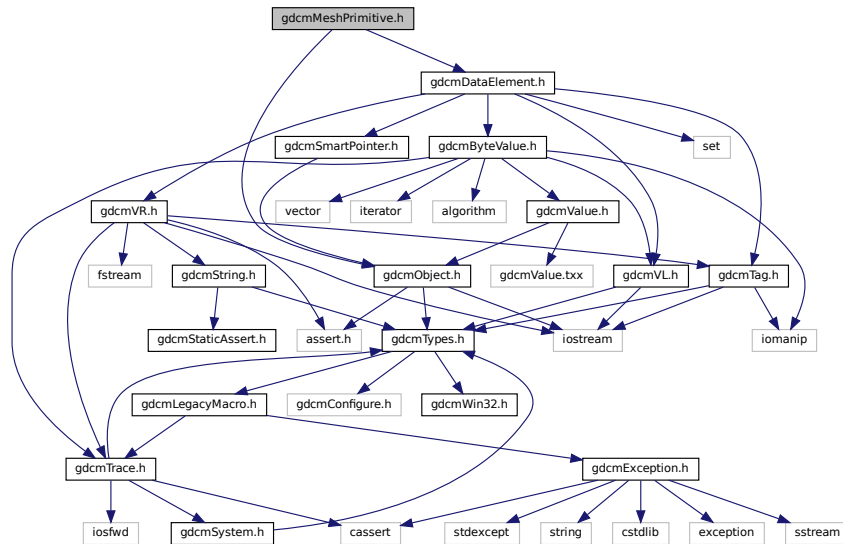 gdcmMeshPrimitive.h
gdcmDataElement.h
gdcmSmartPointer.h
gdcmByteValue.h
set
gdcmVR.h
vector
iterator
algorithm
gdcmValue.h
fstream
gdcmString.h
gdcmObject.h
gdcmValue.txx
gdcmVL.h
gdcmTag.h
gdcmStaticAssert.h
assert.h
gdcmTypes.h
iostream
iomanip
gdcmLegacyMacro.h
gdcmConfigure.h
gdcmWin32.h
gdcmTrace.h
gdcmException.h
iosfwd
gdcmSystem.h
cassert
stdexcept
string
cstdlib
exception
sstream